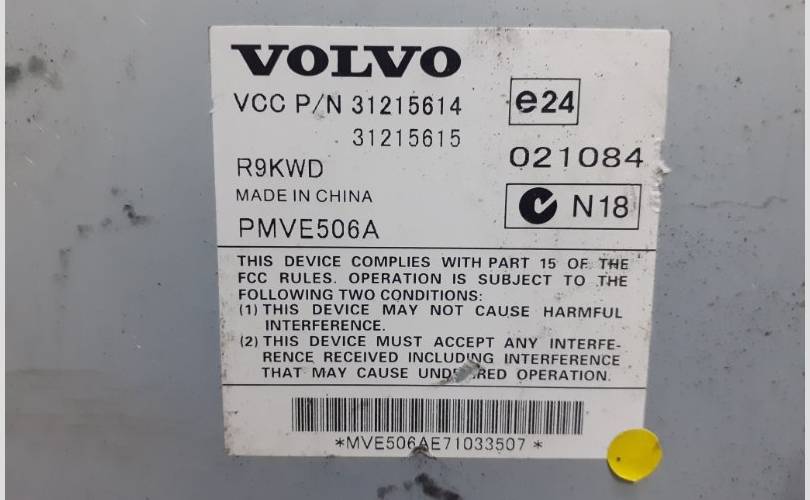 VOLVO
VCC P/N 31215614
31215615
e24
R9KWD
021084
MADE IN CHINA
N18
PMVE506A
THIS DEVICE COMPLIES WITH PART 15 OF THE
FCC RULES. OPERATION IS SUBJECT TO THE
FOLLOWING TWO CONDITIONS:
(1) THIS DEVICE MAY NOT CAUSE HARMFUL
INTERFERENCE.
(2) THIS DEVICE MUST ACCEPT ANY INTERFE-
RENCE RECEIVED INCLUDING INTERFERENCE
THAT MAY CAUSE OPERATION.
*MVE506AE71033507*